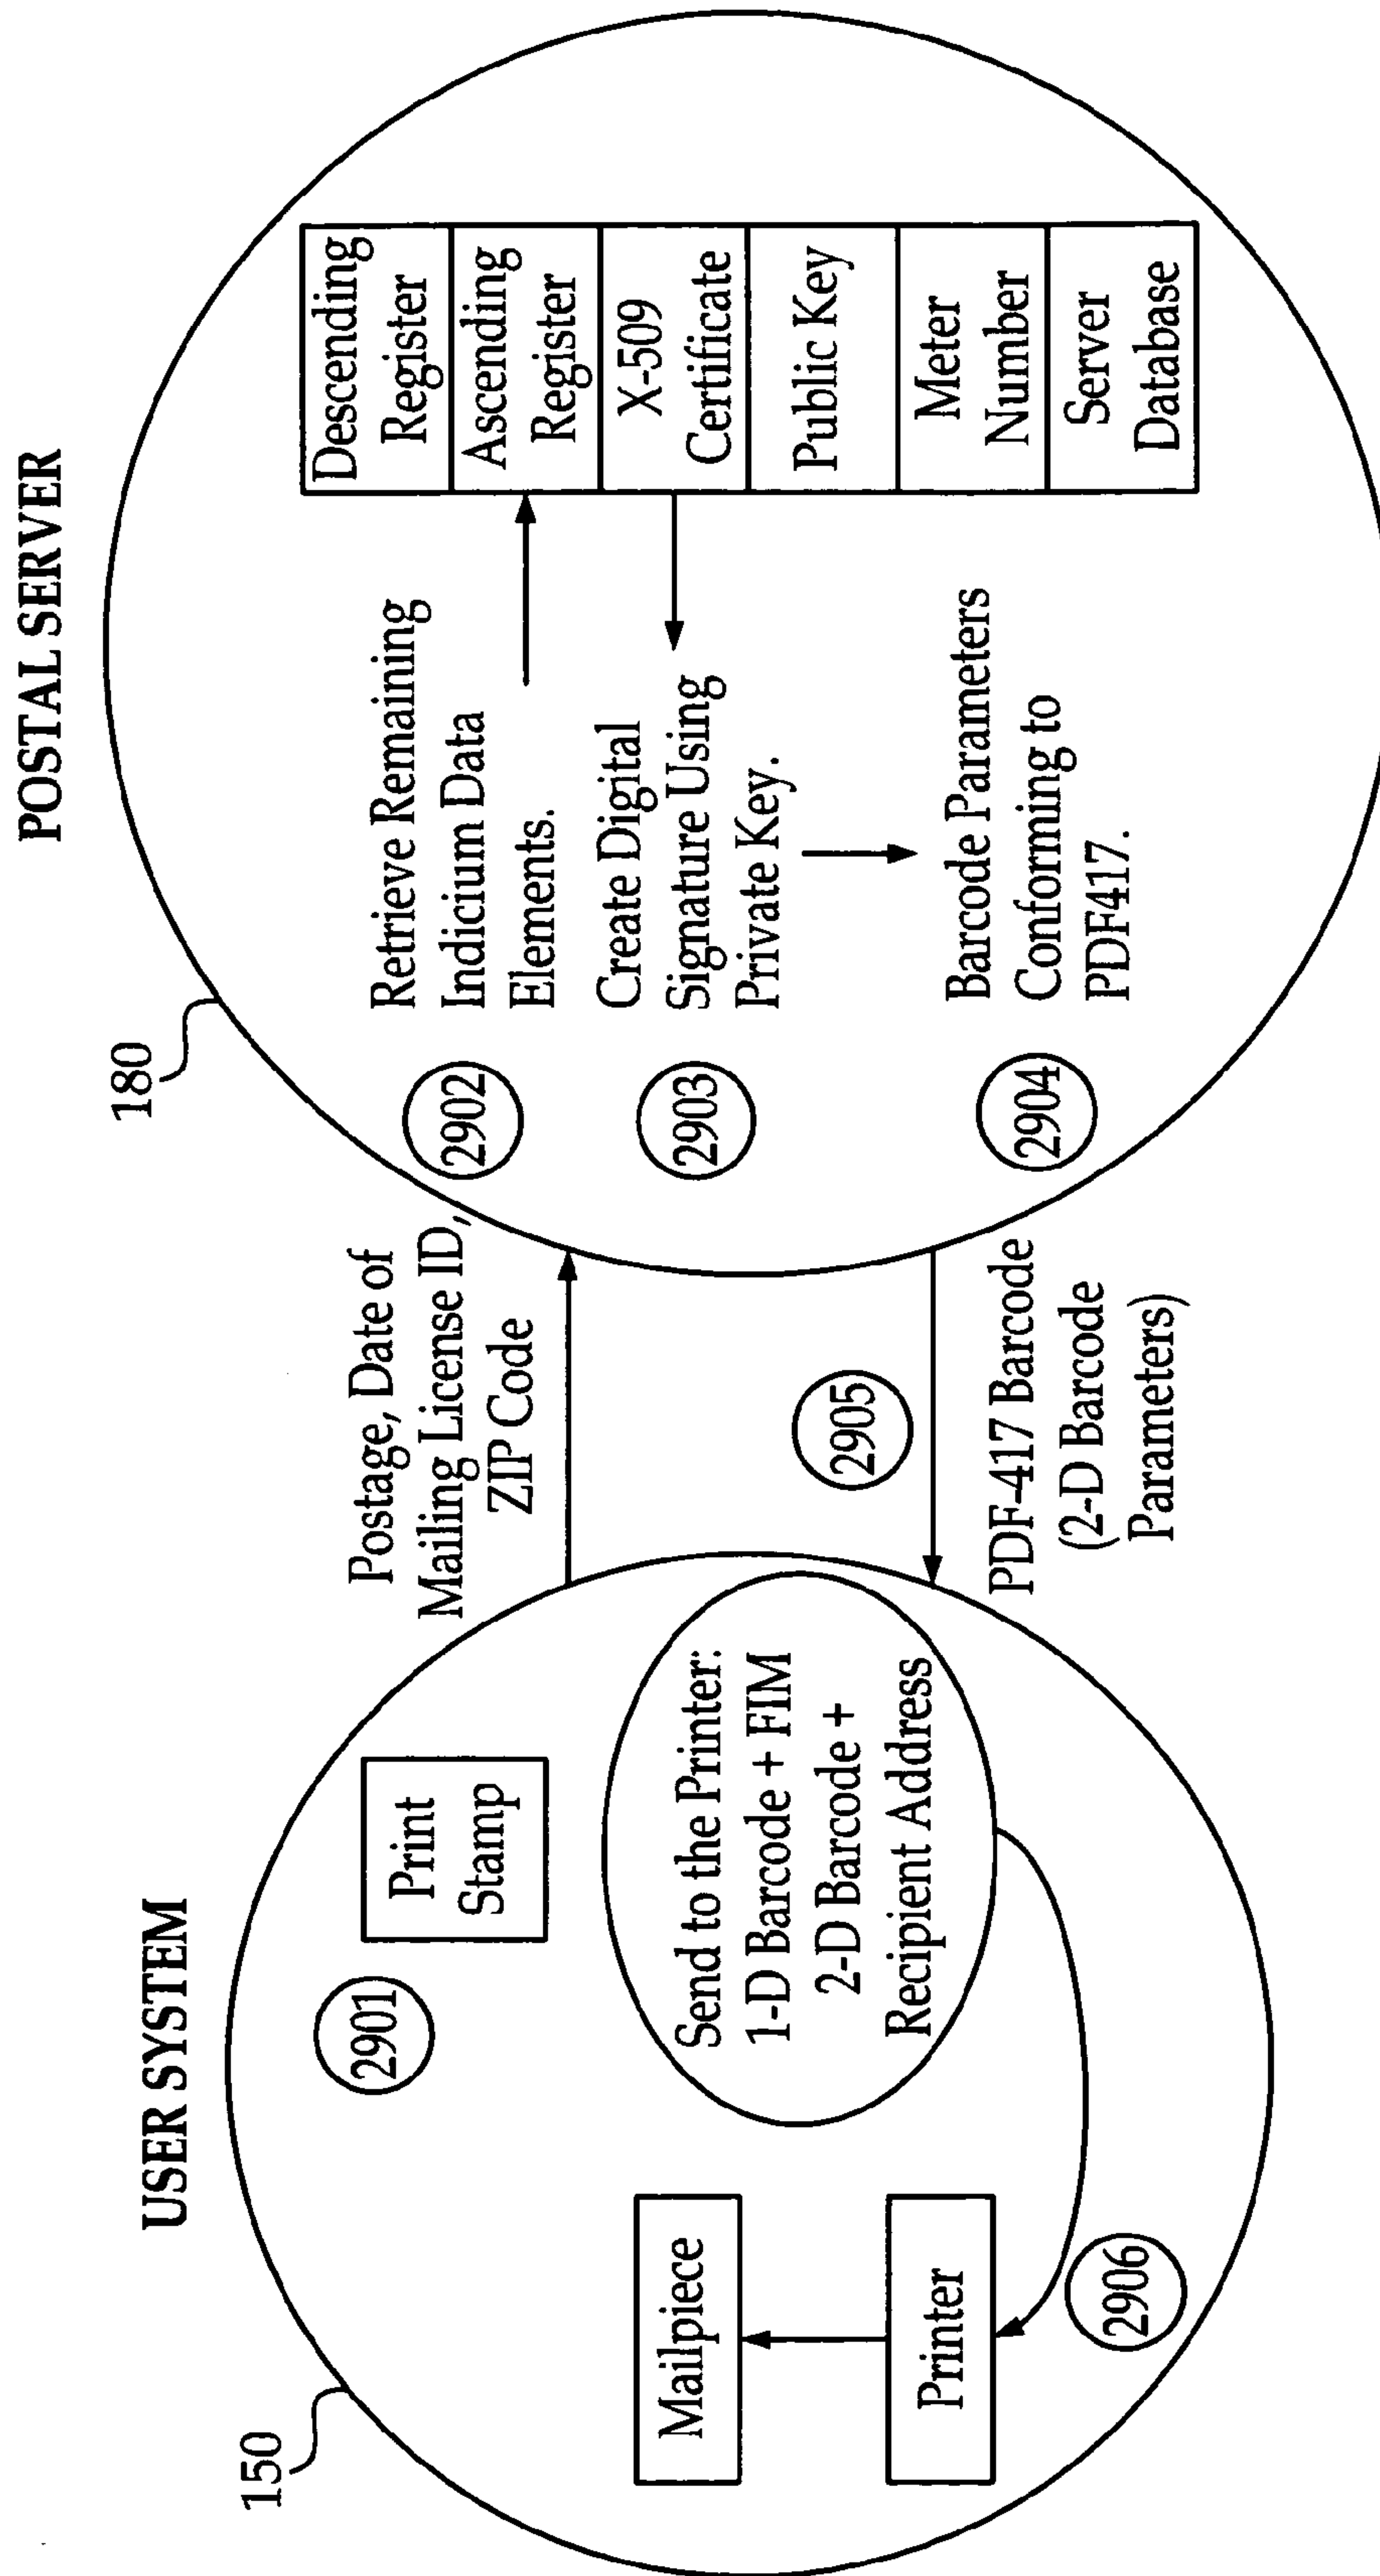 USER SYSTEM
150
2901
Print
Stamp
Send to the Printer:
1-D Barcode + FIM
2-D Barcode +
Recipient Address
Mailpiece
Printer
2906
Postage, Date of
Mailing License ID,
ZIP Code
2905
PDF-417 Barcode
(2-D Barcode
Parameters)
POSTAL SERVER
180
2902
Retrieve Remaining
Indicium Data
Elements.
2903
Create Digital
Signature Using
Private Key.
2904
Barcode Parameters
Conforming to
PDF417.
Descending
Register
Ascending
Register
X-509
Certificate
Public Key
Meter
Number
Server
Database